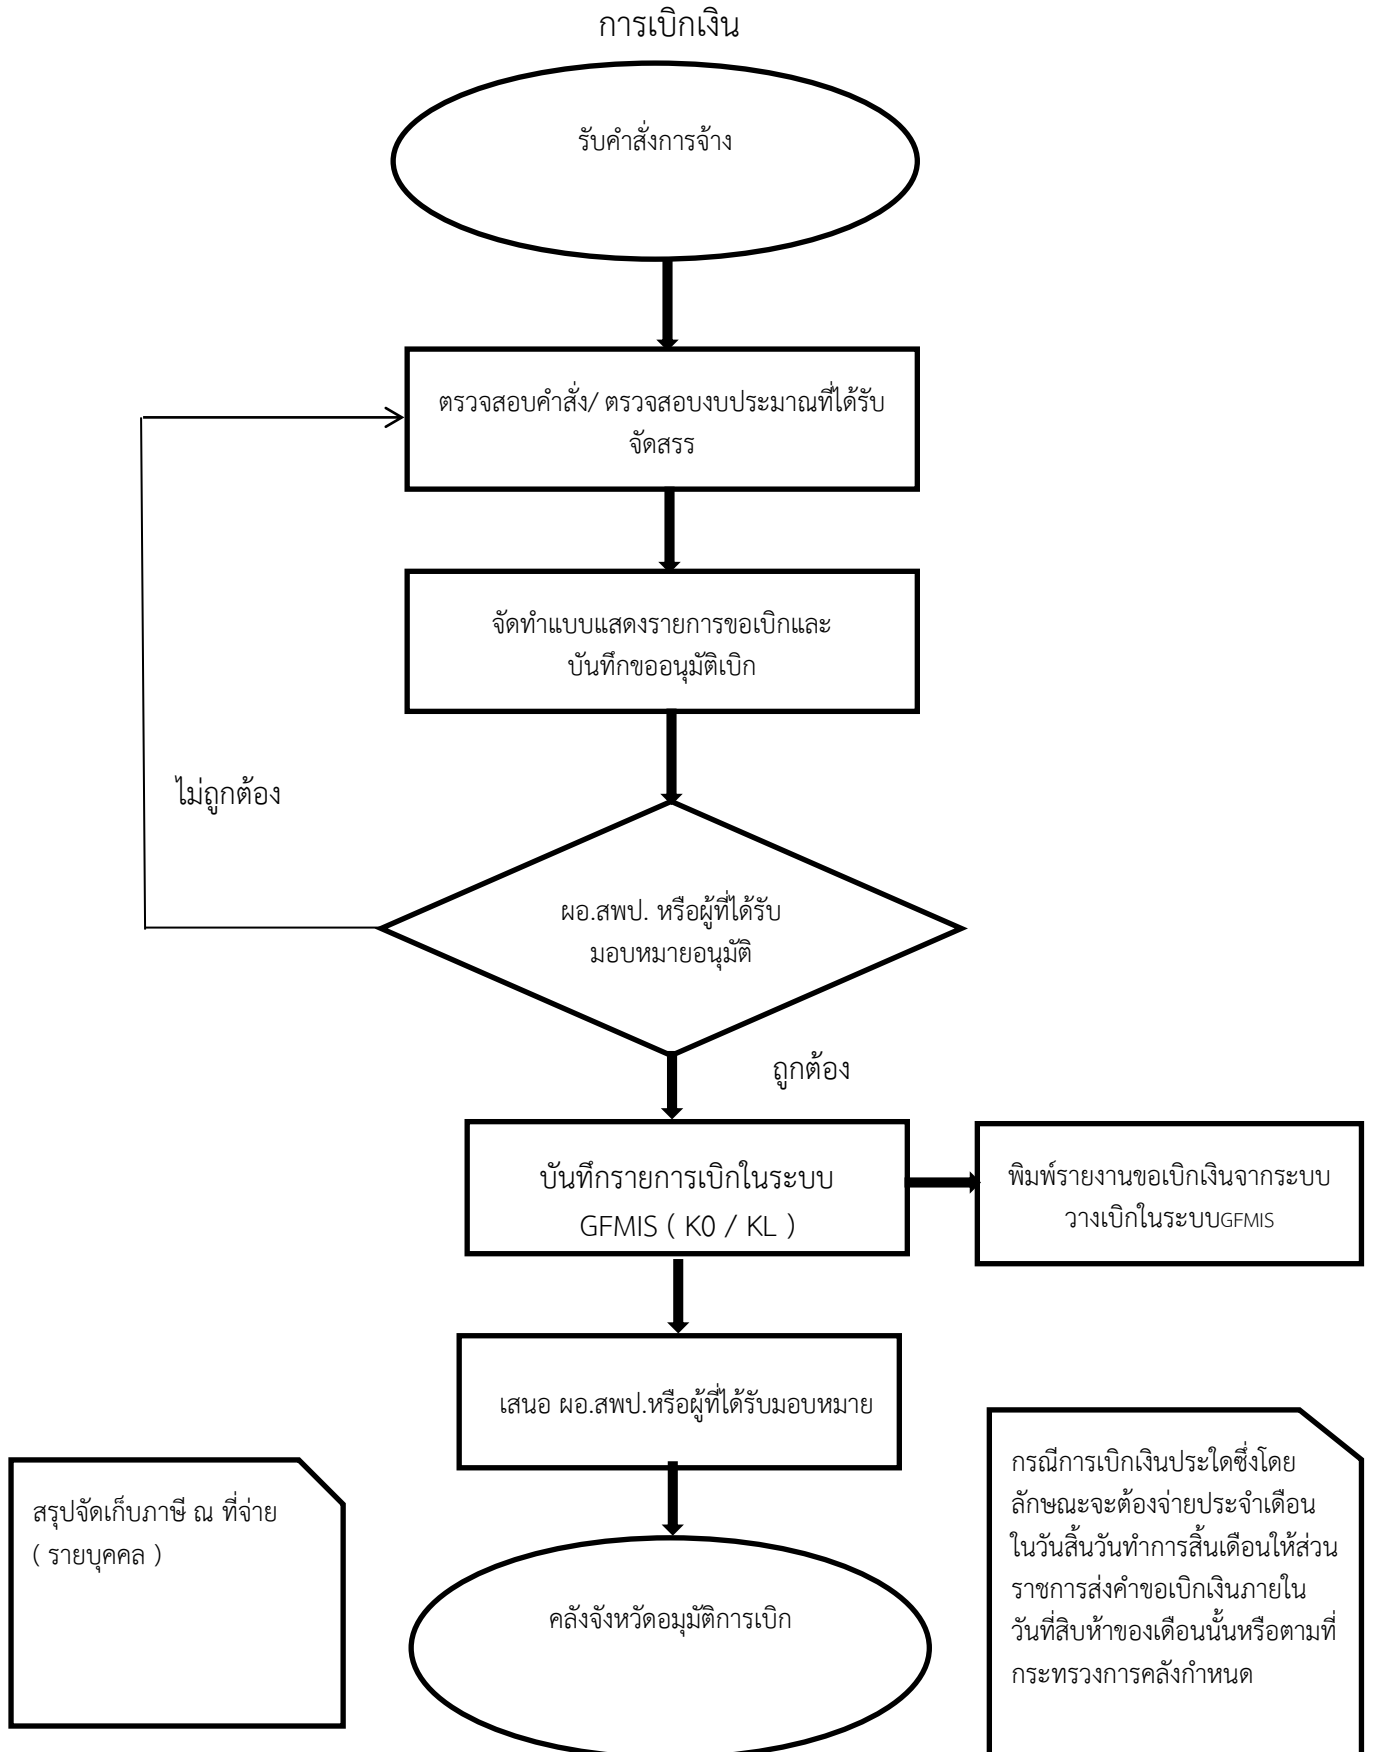 การเบิกเงิน
รับคำสั่งการจ้าง
ตรวจสอบคำสั่ง/ ตรวจสอบงบประมาณที่ได้รับ
จัดสรร
จัดทำแบบแสดงรายการขอเบิกและ
บันทึกขออนุมัติเบิก
ไม่ถูกต้อง
ผอ.สพป. หรือผู้ที่ได้รับ
มอบหมายอนุมัติ
ถูกต้อง
บันทึกรายการเบิกในระบบ
GFMIS ( K0 / KL )
พิมพ์รายงานขอเบิกเงินจากระบบ
วางเบิกในระบบGFMIS
เสนอ ผอ.สพป.หรือผู้ที่ได้รับมอบหมาย
สรุปจัดเก็บภาษี ณ ที่จ่าย
( รายบุคคล )
คลังจังหวัดอมุมัติการเบิก
กรณีการเบิกเงินประใดซึ่งโดย
ลักษณะจะต้องจ่ายประจำเดือน
ในวันสิ้นวันทำการสิ้นเดือนให้ส่วน
ราชการส่งคำขอเบิกเงินภายใน
วันที่สิบห้าของเดือนนั้นหรือตามที่
กระทรวงการคลังกำหนด